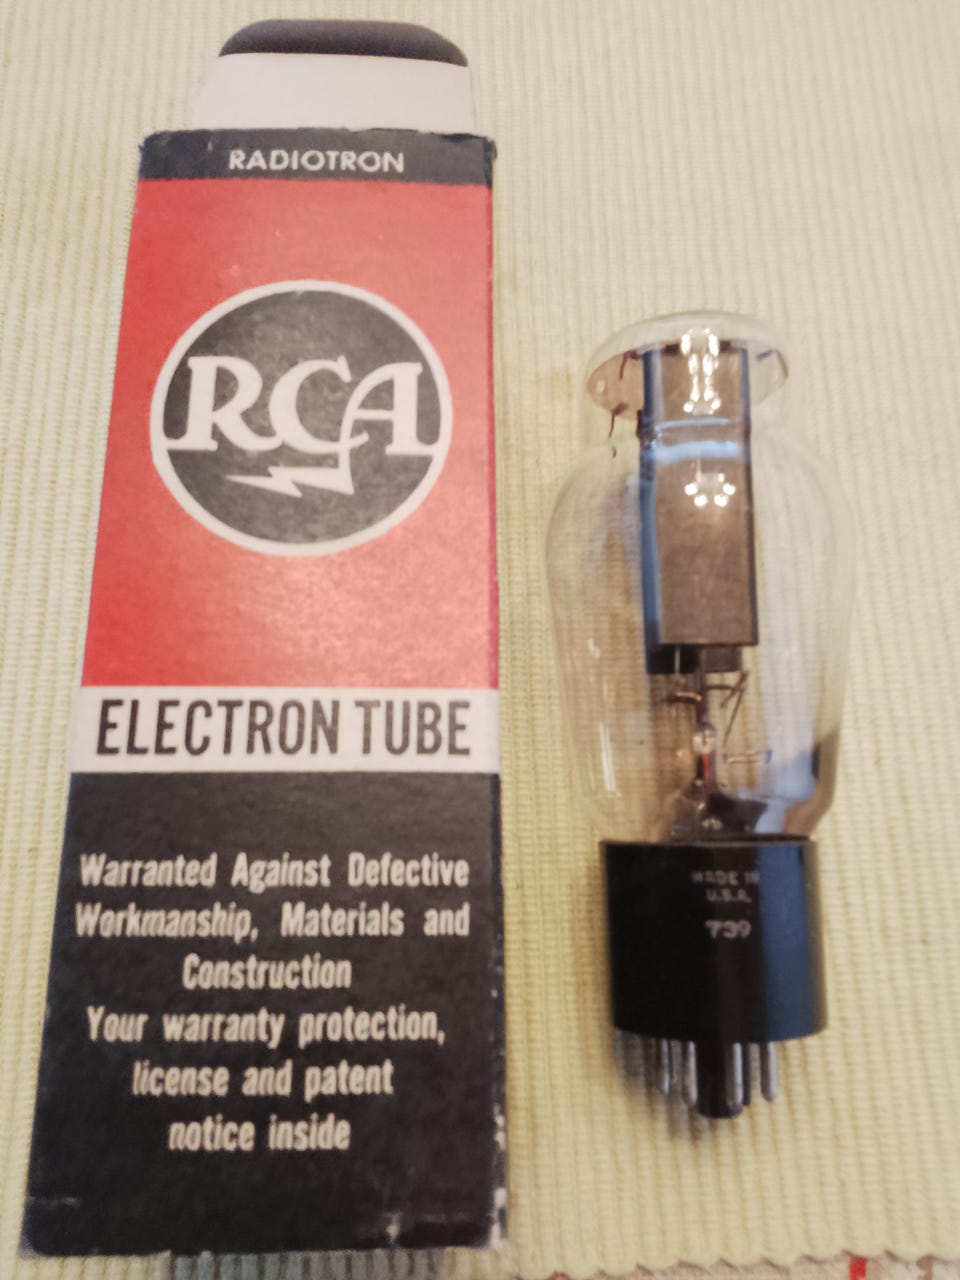 RADIOTRON
RCA
ELECTRON TUBE
Warranted Against Defective
Workmanship, Materials and
Construction
Your warranty protection,
license and patent
notice inside
MADE IN
U.S.A.
739